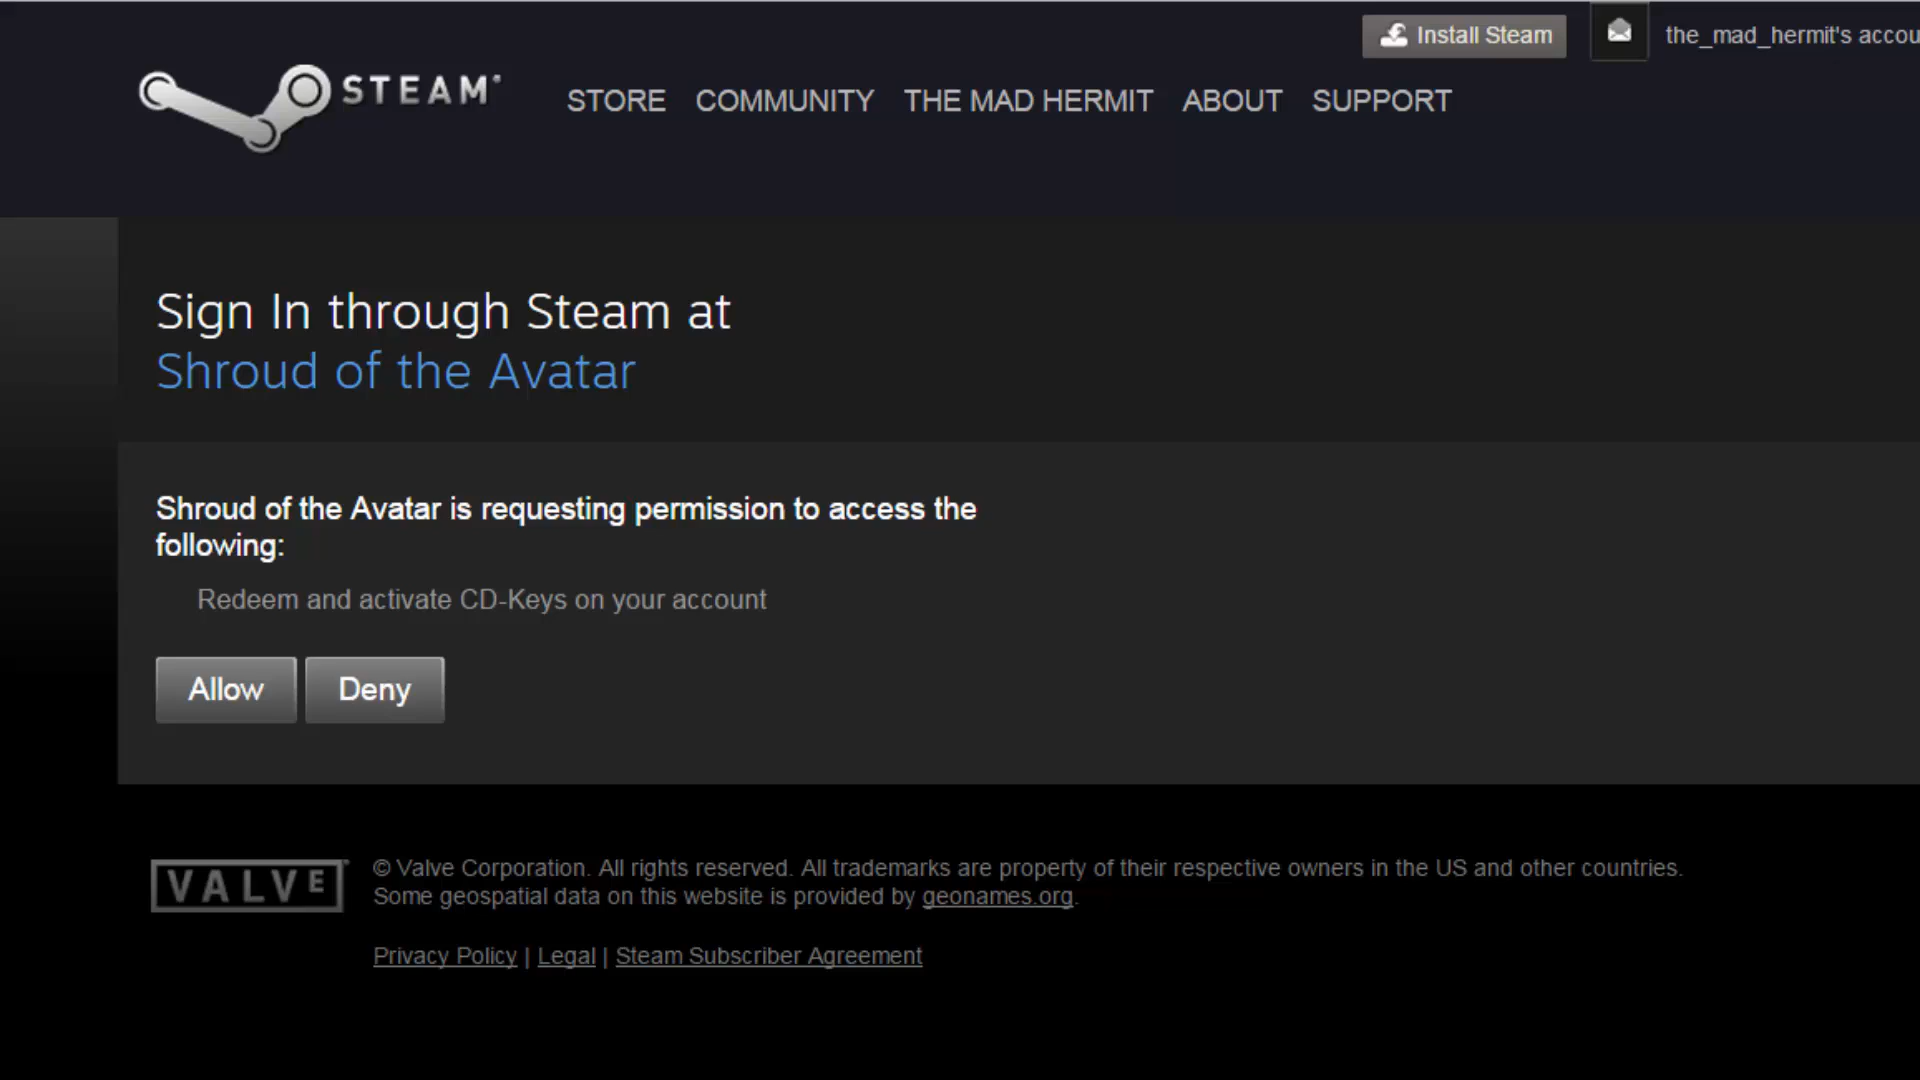 Install Steam
the_mad_hermit's accou
STEAM
STORE COMMUNITY THE MAD HERMIT ABOUT SUPPORT
Sign In through Steam at
Shroud of the Avatar
Shroud of the Avatar is requesting permission to access the
following:
Redeem and activate CD-Keys on your account
Allow Deny
VALVE
© Valve Corporation. All rights reserved. All trademarks are property of their respective owners in the US and other countries.
Some geospatial data on this website is provided by geonames.org.
Privacy Policy | Legal | Steam Subscriber Agreement